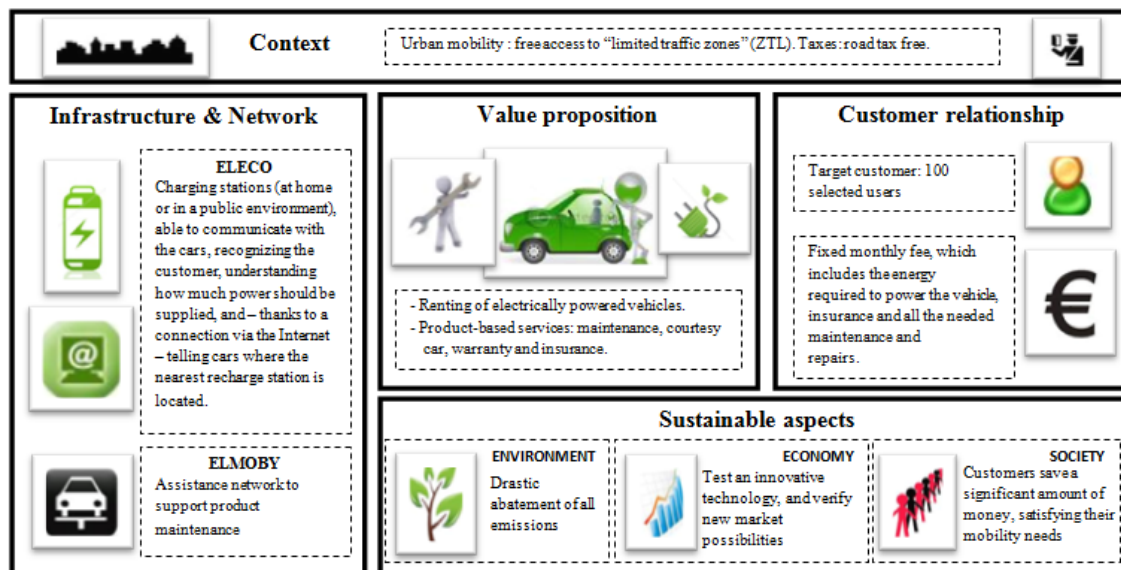 Context
Urban mobility : free access to “limited traffic zones” (ZTL). Taxes: road tax free.
Infrastructure & Network
ELECO
Charging stations (at home
or in a public environment),
able to communicate with
the cars, recognizing the
customer, understanding
how much power should be
supplied, and – thanks to a
connection via the Internet
– telling cars where the
nearest recharge station is
located.
@
ELMOBY
Assistance network to
support product
maintenance
Value proposition
- Renting of electrically powered vehicles.
- Product-based services: maintenance, courtesy
car, warranty and insurance.
Customer relationship
Target customer: 100
selected users
Fixed monthly fee, which
includes the energy
required to power the vehicle,
insurance and all the needed
maintenance and
repairs.
€
Sustainable aspects
ENVIRONMENT
Drastic
abatement of all
emissions
ECONOMY
Test an innovative
technology, and verify
new market
possibilities
SOCIETY
Customers save a
significant amount of
money, satisfying their
mobility needs